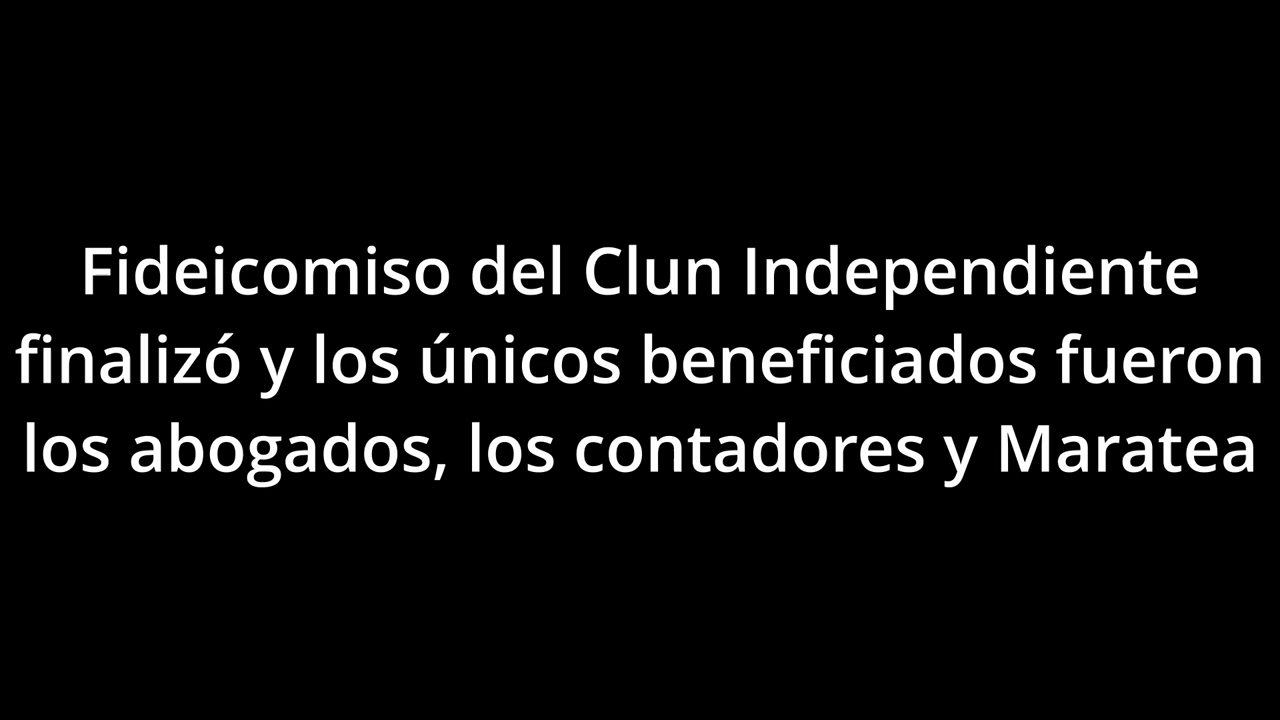 Fideicomiso del Clun Independiente
finalizó y los únicos beneficiados fueron
los abogados, los contadores y Maratea